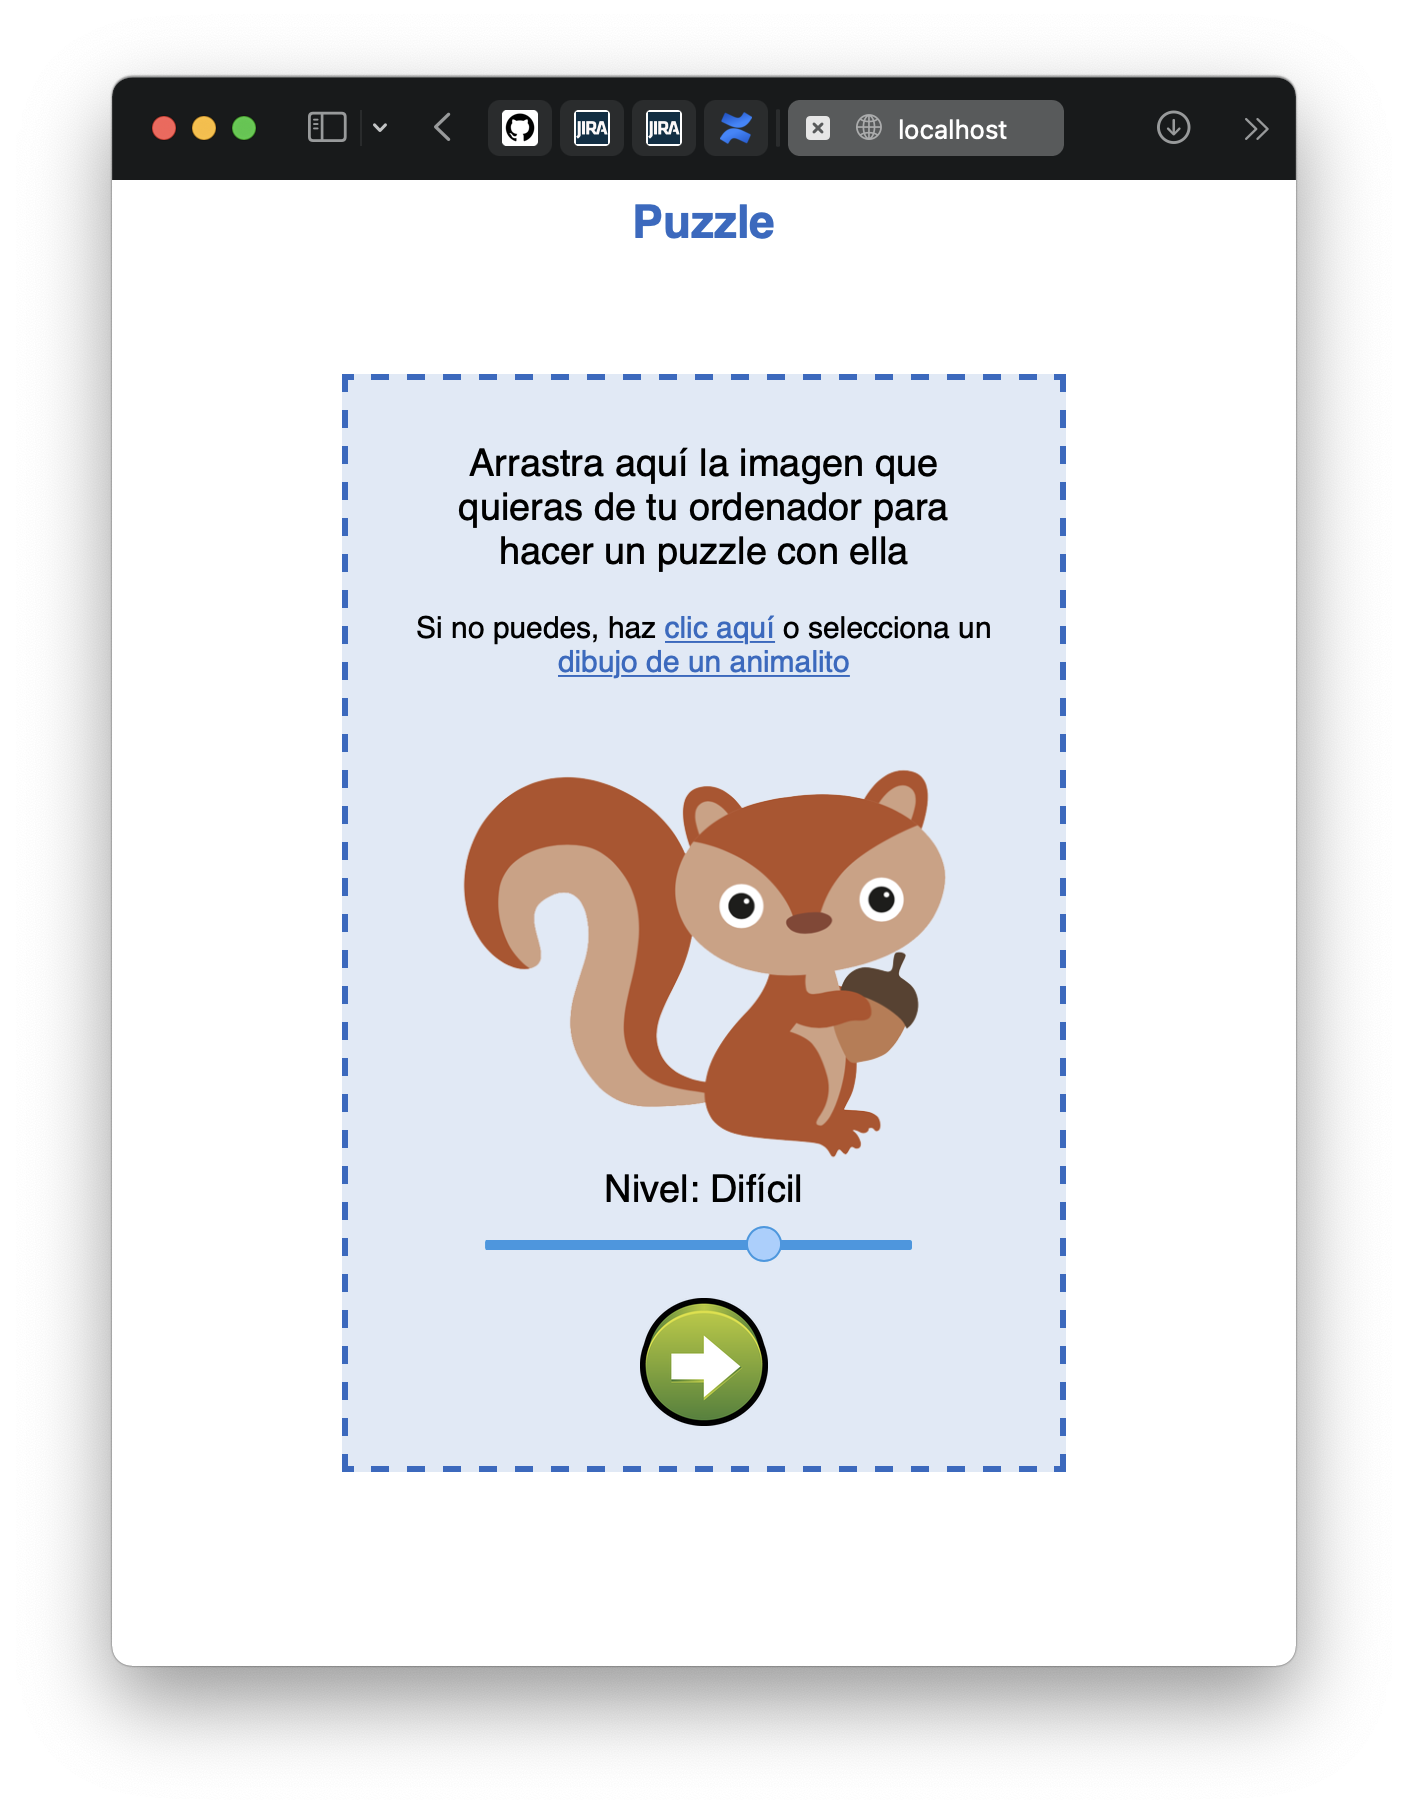 JIRA JIRA localhost
Puzzle
Arrastra aquí la imagen que
quieras de tu ordenador para
hacer un puzzle con ella
Si no puedes, haz clic aquí o selecciona un
dibujo de un animalito
Nivel: Difícil